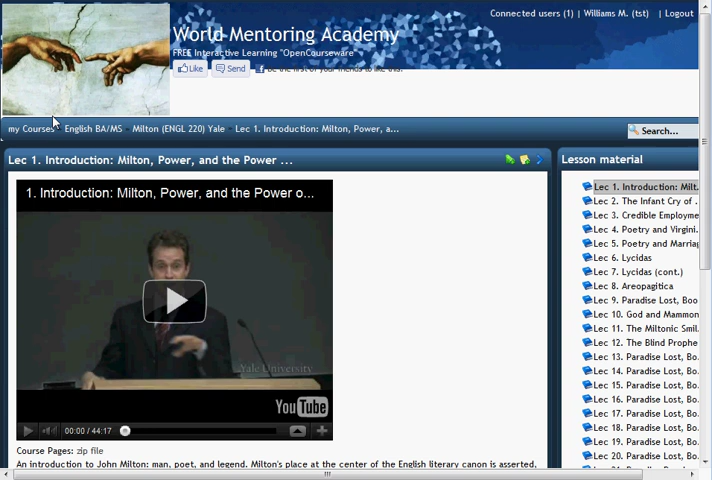 Connected users (1) | Williams M. (tst) | Logout
World Mentoring Academy
FREE Interactive Learning "OpenCourseware"
Like Send be the first of your friends to like this.
my Courses» English BA/MS » Milton (ENGL 220) Yale » Lec 1. Introduction: Milton, Power, a...
Search...
Lec 1. Introduction: Milton, Power, and the Power ...
1. Introduction: Milton, Power, and the Power o...
Yale University
YouTube
00:00 / 44:17
Course Pages: zip file
An introduction to John Milton: man, poet, and legend. Milton's place at the center of the English literary canon is asserted,
Lesson material
Lec 1. Introduction: Milt.
Lec 2. The Infant Cry of .
Lec 3. Credible Employme
Lec 4. Poetry and Virgini.
Lec 5. Poetry and Marriag
Lec 6. Lycidas
Lec 7. Lycidas (cont.)
Lec 8. Areopagitica
Lec 9. Paradise Lost, Boo
Lec 10. God and Mammon
Lec 11. The Miltonic Smil.
Lec 12. The Blind Prophe
Lec 13. Paradise Lost, Bo.
Lec 14. Paradise Lost, Bo.
Lec 15. Paradise Lost, Bo.
Lec 16. Paradise Lost, Bo.
Lec 17. Paradise Lost, Bo.
Lec 18. Paradise Lost, Bo.
Lec 19. Paradise Lost, Bo.
Lec 20. Paradise Lost, Bo.